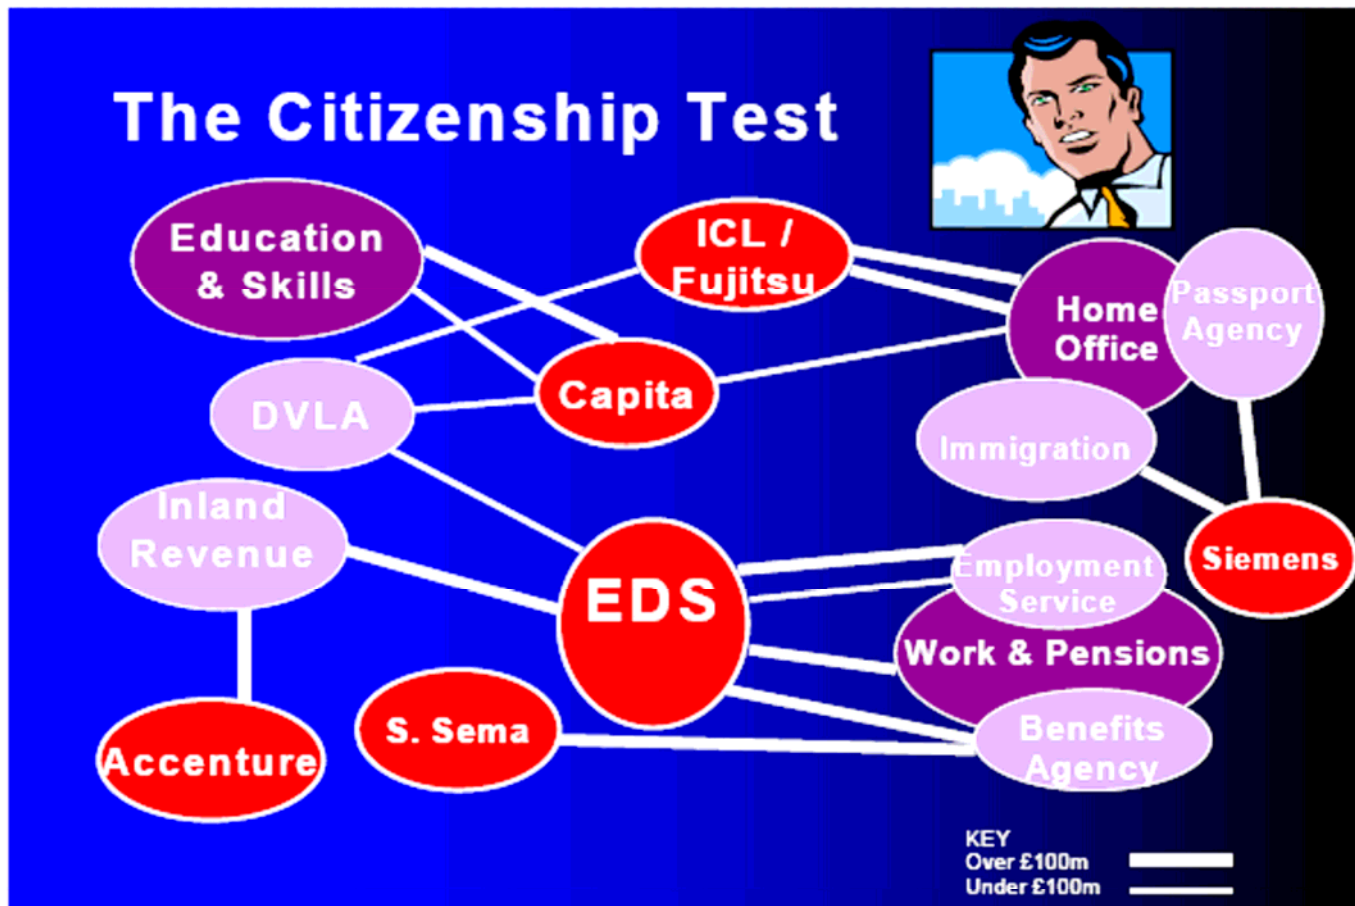 The Citizenship Test
Education
& Skills
ICL /
Fujitsu
Home
Office
Passport
Agency
DVLA
Capita
Immigration
Inland
Revenue
EDS
Employment
Service
Siemens
Work & Pensions
Accenture
S. Sema
Benefits
Agency
KEY
Over £100m
Under £100m